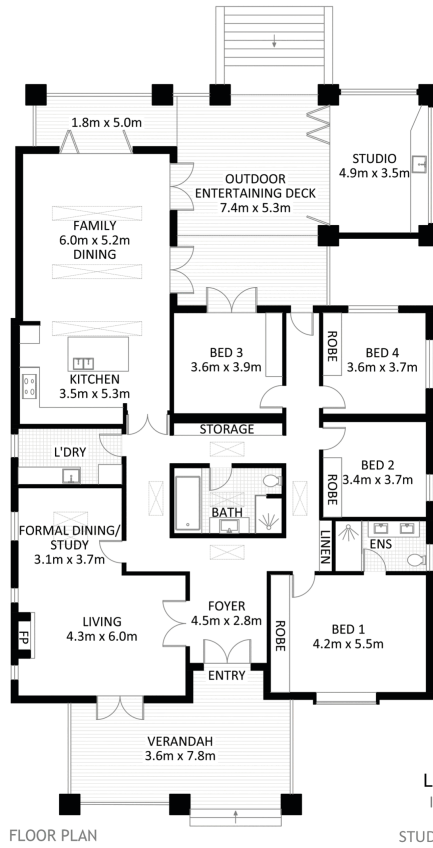 1.8m x 5.0m
STUDIO
4.9m x 3.5m
OUTDOOR
ENTERTAINING DECK
7.4m x 5.3m
FAMILY
6.0m x 5.2m
DINING
BED 3
3.6m x 3.9m
ROBE
BED 4
3.6m x 3.7m
KITCHEN
3.5m x 5.3m
STORAGE
L'DRY
BED 2
3.4m x 3.7m
ROBE
BATH
FORMAL DINING/
STUDY
3.1m x 3.7m
LINEN
ENS
FP
LIVING
4.3m x 6.0m
FOYER
4.5m x 2.8m
ROBE
BED 1
4.2m x 5.5m
ENTRY
VERANDAH
3.6m x 7.8m
L
I
FLOOR PLAN
STUD